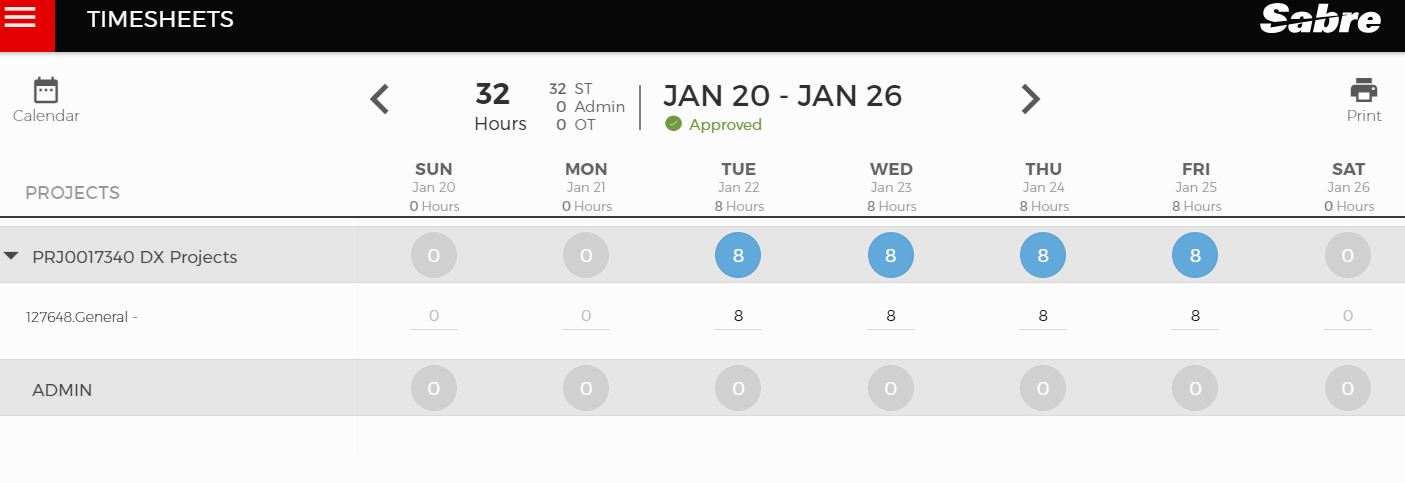 TIMESHEETS
Sabre
Calendar
32
Hours
32 ST
0 Admin
0 OT
JAN 20 - JAN 26
Approved
Print
PROJECTS
SUN MON TUE WED THU FRI SAT
Jan 20 Jan 21 Jan 22 Jan 23 Jan 24 Jan 25 Jan 26
0 Hours 0 Hours 8 Hours 8 Hours 8 Hours 8 Hours 0 Hours
PRJ0017340 DX Projects 0 0 8 8 8 8 0
127648.General - 0 0 8 8 8 8 0
ADMIN 0 0 0 0 0 0 0